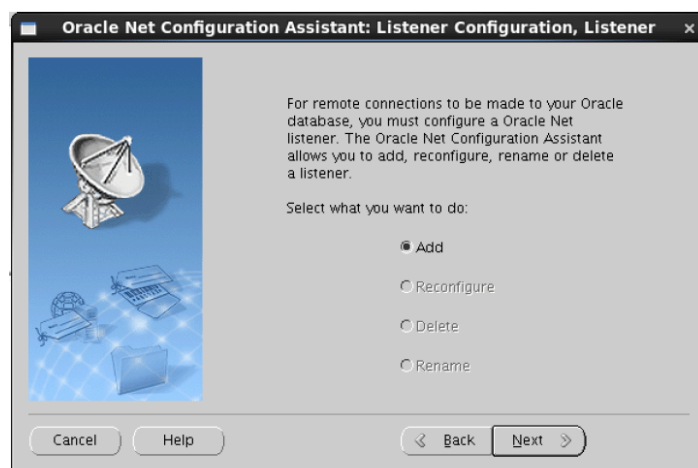 Oracle Net Configuration Assistant: Listener Configuration, Listener
For remote connections to be made to your Oracle
database, you must configure a Oracle Net
listener. The Oracle Net Configuration Assistant
allows you to add, reconfigure, rename or delete
a listener.
Select what you want to do:
Add
Reconfigure
Delete
Rename
Cancel
Help
Back
Next